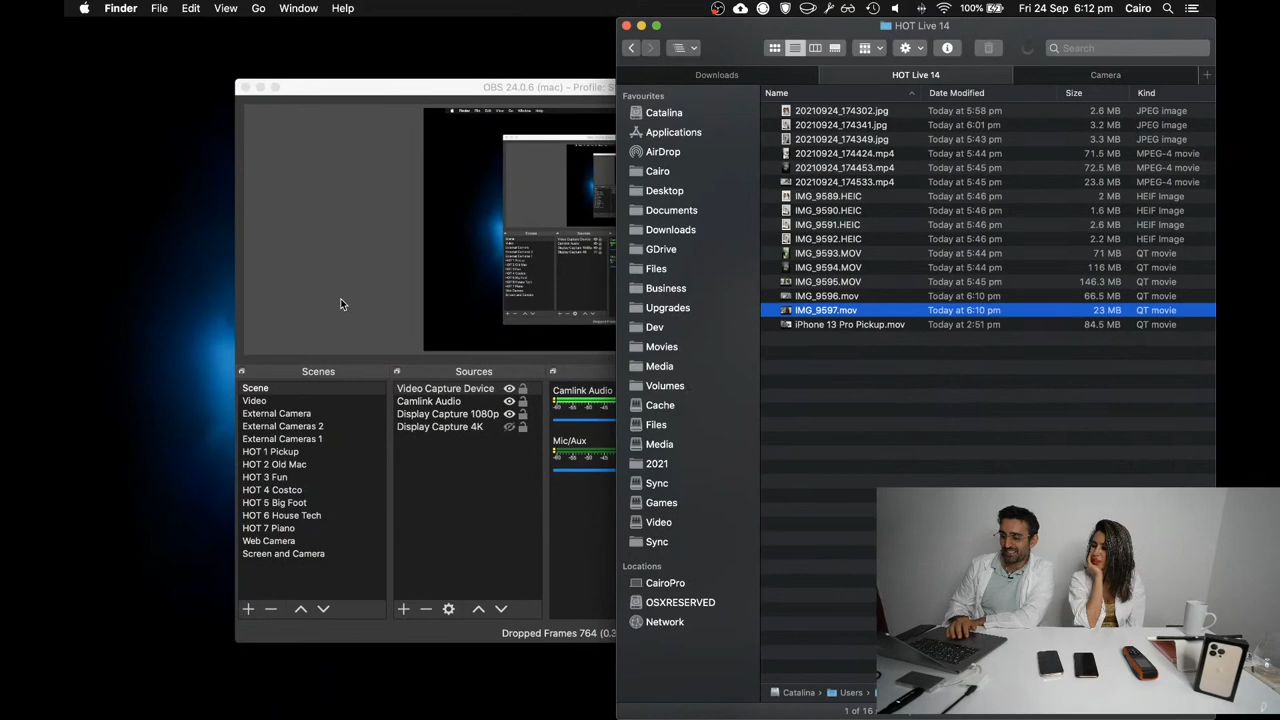 Finder File Edit View Go Window Help 100% Fri 24 Sep 6:12 pm Cairo
OBS 24.0.6 (mac) - Profile: S
Scenes
Sources
Scene
Video
External Camera
External Cameras 2
External Cameras 1
HOT 1 Pickup
HOT 2 Old Mac
HOT 3 Fun
HOT 4 Costco
HOT 5 Big Foot
HOT 6 House Tech
HOT 7 Piano
Web Camera
Screen and Camera
Video Capture Device
Camlink Audio
Display Capture 1080p
Display Capture 4K
Camlink Audio
-60 -55 -50 -45
Mic/Aux
-60 -55 -50 -45
Dropped Frames 764 (0.3
HOT Live 14
Search
Downloads HOT Live 14 Camera
Favourites
Catalina
Applications
AirDrop
Cairo
Desktop
Documents
Downloads
GDrive
Files
Business
Upgrades
Dev
Movies
Media
Volumes
Cache
Files
Media
2021
Sync
Games
Video
Sync
Locations
CairoPro
OSXRESERVED
Network
Name Date Modified Size Kind
20210924_174302.jpg Today at 5:58 pm 2.6 MB JPEG image
20210924_174341.jpg Today at 6:01 pm 3.2 MB JPEG image
20210924_174349.jpg Today at 5:43 pm 3.3 MB JPEG image
20210924_174424.mp4 Today at 5:44 pm 71.5 MB MPEG-4 movie
20210924_174453.mp4 Today at 5:45 pm 72.5 MB MPEG-4 movie
20210924_174533.mp4 Today at 5:45 pm 23.8 MB MPEG-4 movie
IMG_9589.HEIC Today at 5:46 pm 2 MB HEIF Image
IMG_9590.HEIC Today at 5:46 pm 1.6 MB HEIF Image
IMG_9591.HEIC Today at 5:46 pm 1.3 MB HEIF Image
IMG_9592.HEIC Today at 5:46 pm 2.2 MB HEIF Image
IMG_9593.MOV Today at 5:46 pm 71 MB QT movie
IMG_9594.MOV Today at 5:46 pm 116 MB QT movie
IMG_9595.MOV Today at 5:46 pm 146.3 MB QT movie
IMG_9596.mov Today at 6:10 pm 66.5 MB QT movie
IMG_9597.mov Today at 6:10 pm 23 MB QT movie
iPhone 13 Pro Pickup.mov Today at 2:51 pm 84.5 MB QT movie
Catalina › Users ›
1 of 16